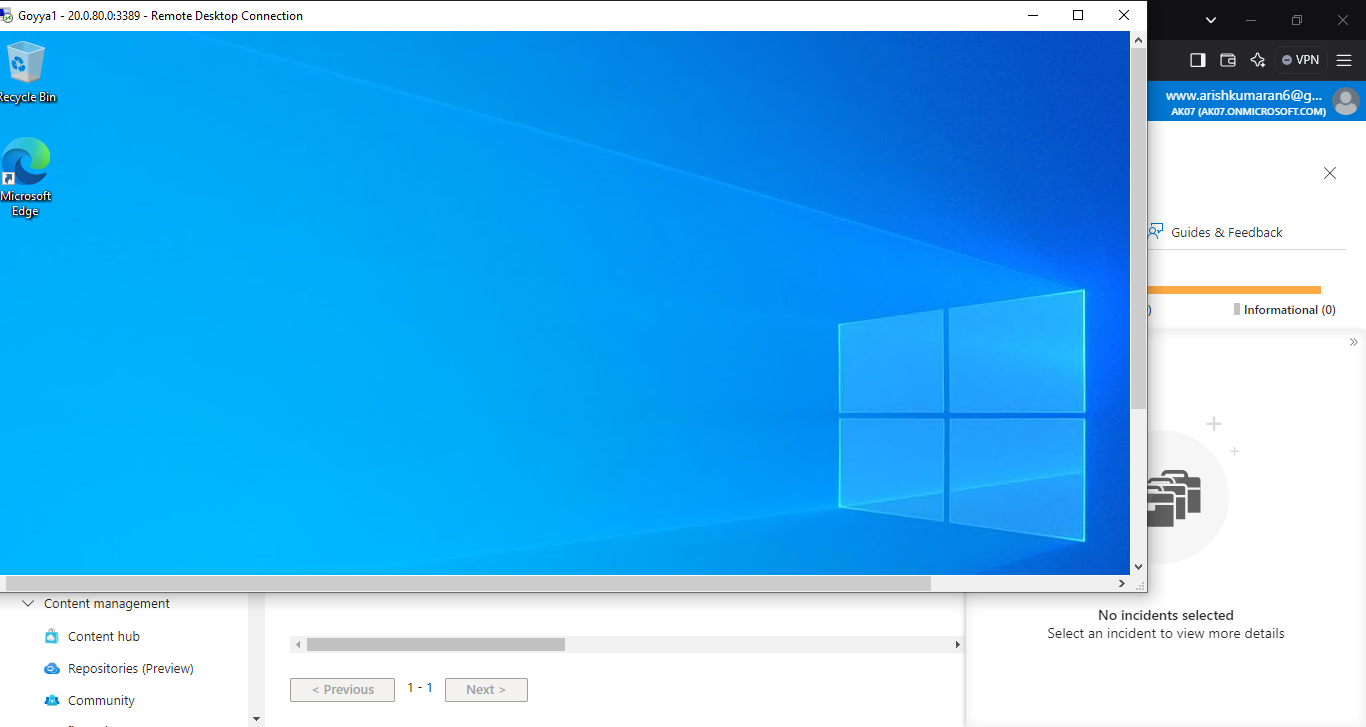 Goyya1 - 20.0.80.0:3389 - Remote Desktop Connection
Recycle Bin
Microsoft
Edge
VPN
www.arishkumaran6@g...
AK07 (AK07.ONMICROSOFT.COM)
Guides & Feedback
Informational (0)
No incidents selected
Select an incident to view more details
Content management
Content hub
Repositories (Preview)
Community
< Previous
1 - 1
Next >